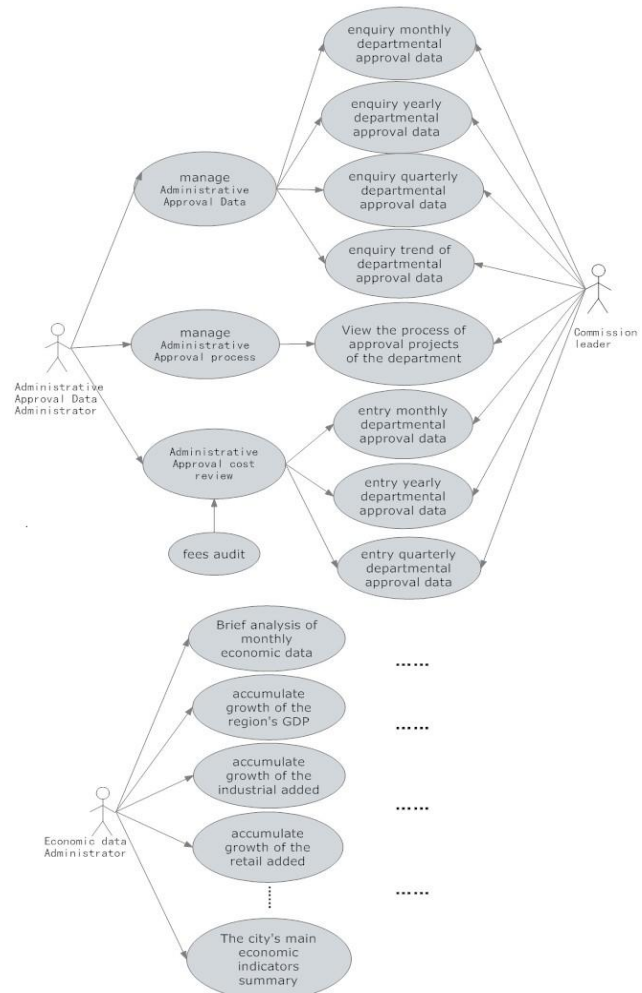 enquiry monthly
departmental
approval data
enquiry yearly
departmental
approval data
manage
Administrative
Approval Data
enquiry quarterly
departmental
approval data
enquiry trend of
departmental
approval data
manage
Administrative
Approval process
View the process of
approval projects
of the department
Commission
leader
Administrative
Approval Data
Administrator
entry monthly
departmental
approval data
Administrative
Approval cost
review
entry yearly
departmental
approval data
fees audit
entry quarterly
departmental
approval data
Brief analysis of
monthly
economic data
……
accumulate
growth of the
region's GDP
……
accumulate
growth of the
industrial added
……
Economic data
Administrator
accumulate
growth of the
retail added
……
The city's main
economic
indicators
summary